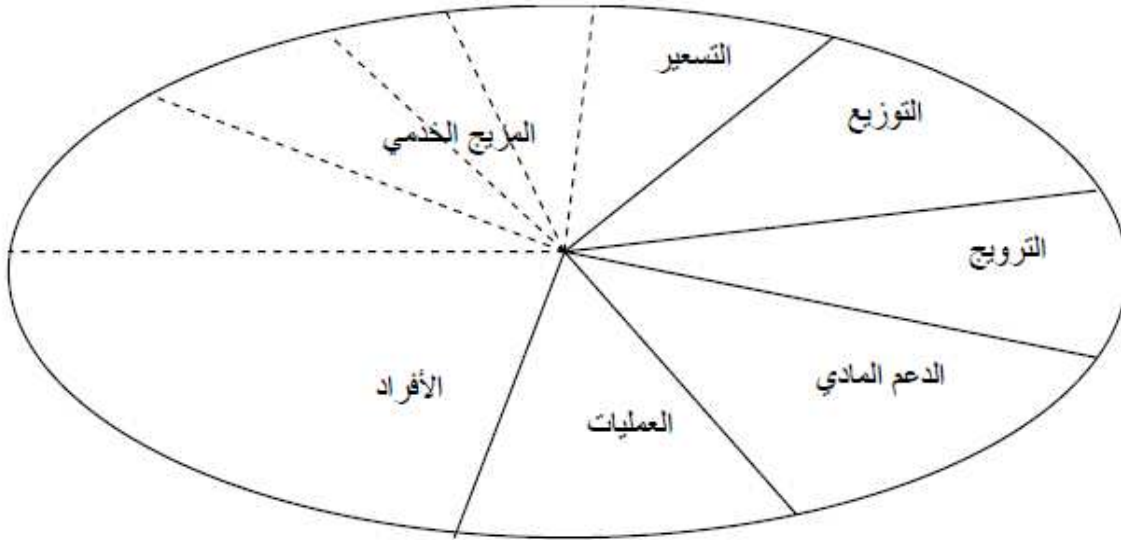 التسعير
التوزيع
المزيج الخدمي
الترويج
الدعم المادي
الأفراد
العمليات